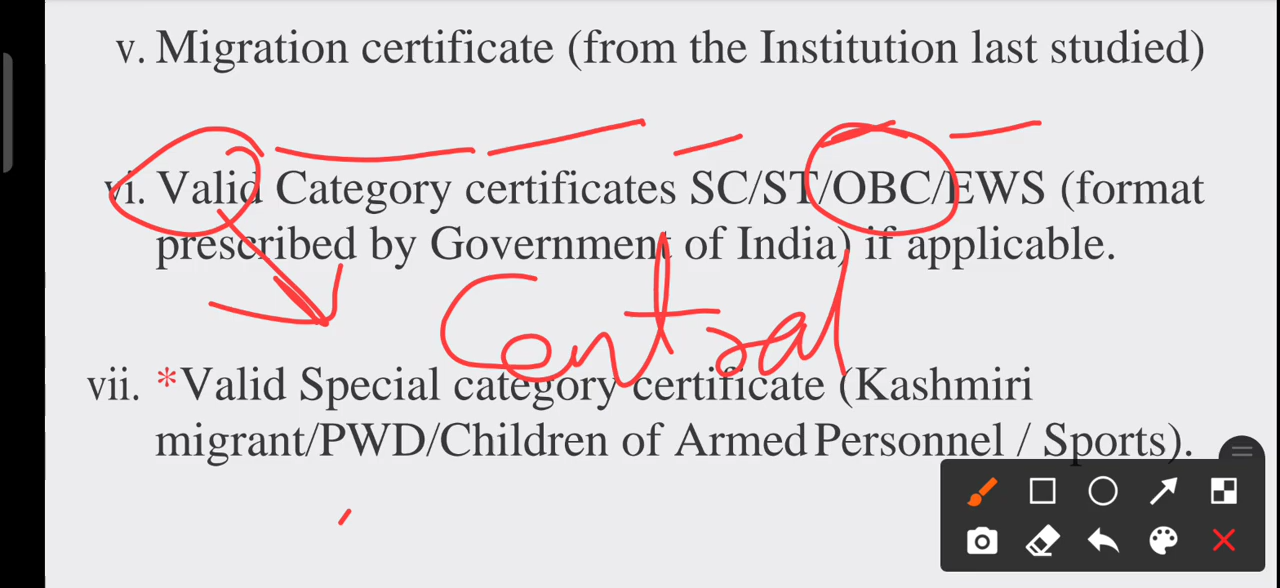 v. Migration certificate (from the Institution last studied)
vi. Valid Category certificates SC/ST/OBC/EWS (format
prescribed by Government of India) if applicable.
Central
vii. *Valid Special category certificate (Kashmiri
migrant/PWD/Children of Armed Personnel / Sports).